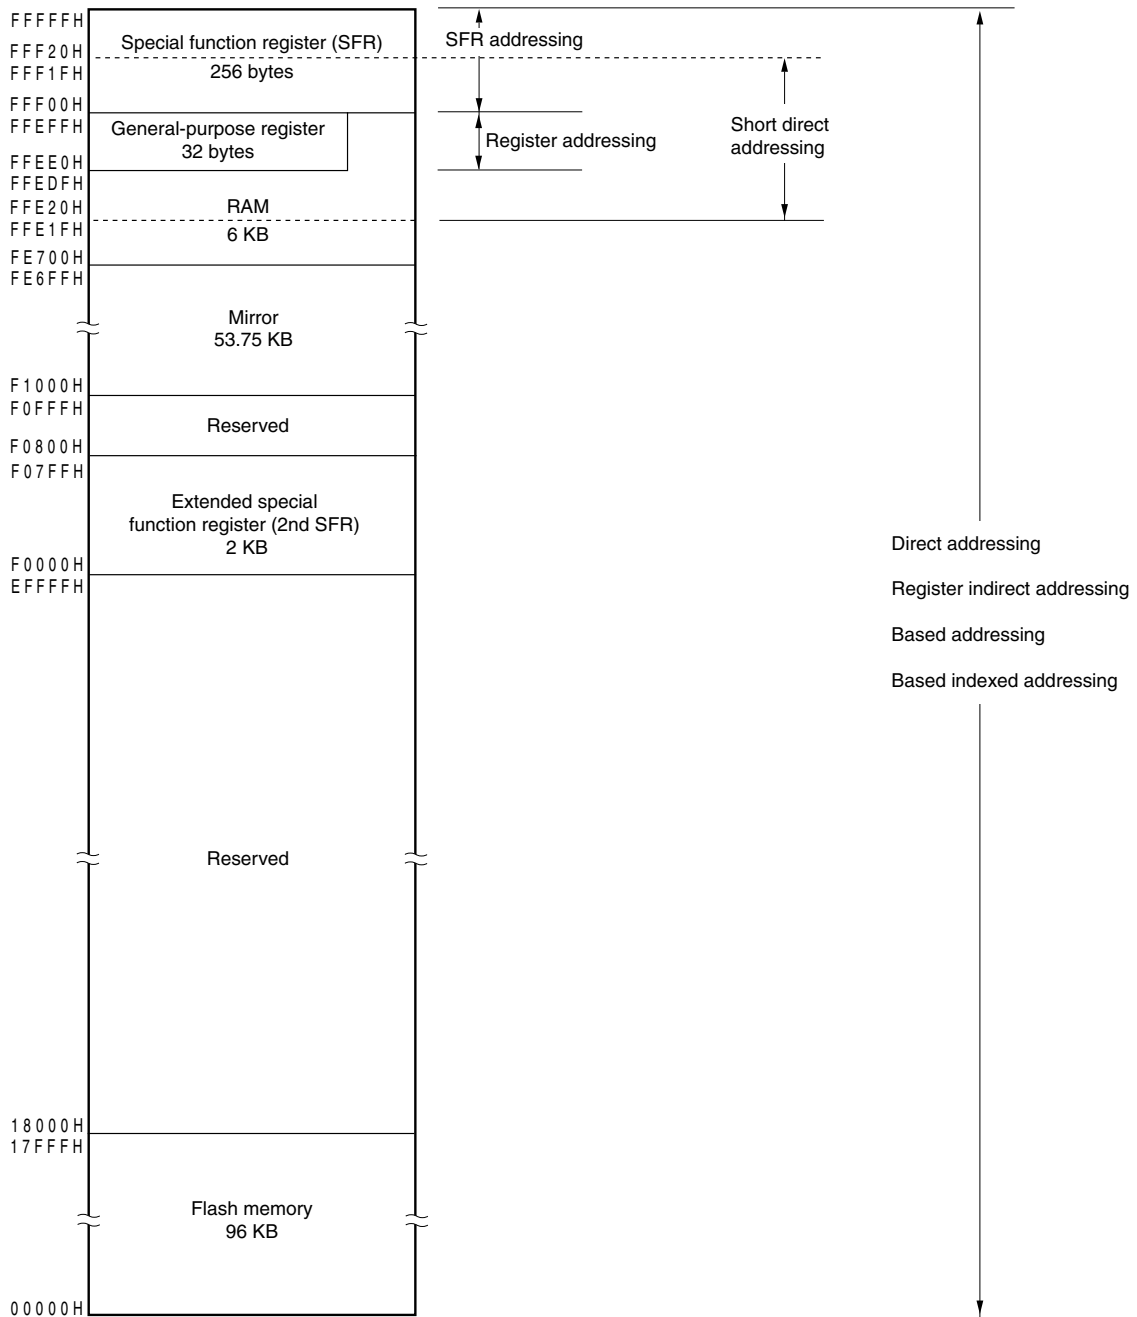 FFFFFH
Special function register (SFR)
256 bytes
SFR addressing
FFF20H
FFF1FH
FFF00H
FFEFFH
General-purpose register
32 bytes
Register addressing
Short direct
addressing
FFEE0H
FFEDFH
FFE20H
RAM
6 KB
FFE1FH
FE700H
FE6FFH
Mirror
53.75 KB
F1000H
F0FFFH
Reserved
F0800H
F07FFH
Extended special
function register (2nd SFR)
2 KB
F0000H
EFFFFH
Direct addressing
Register indirect addressing
Based addressing
Based indexed addressing
Reserved
18000H
17FFFH
Flash memory
96 KB
00000H